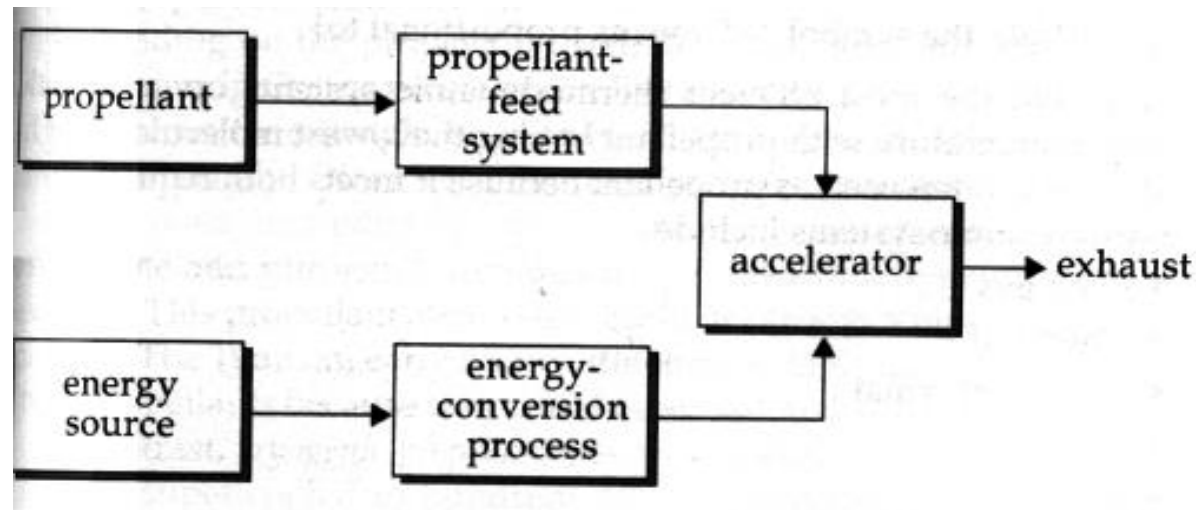 propellant
propellant-
feed
system
accelerator
exhaust
energy
source
energy-
conversion
process